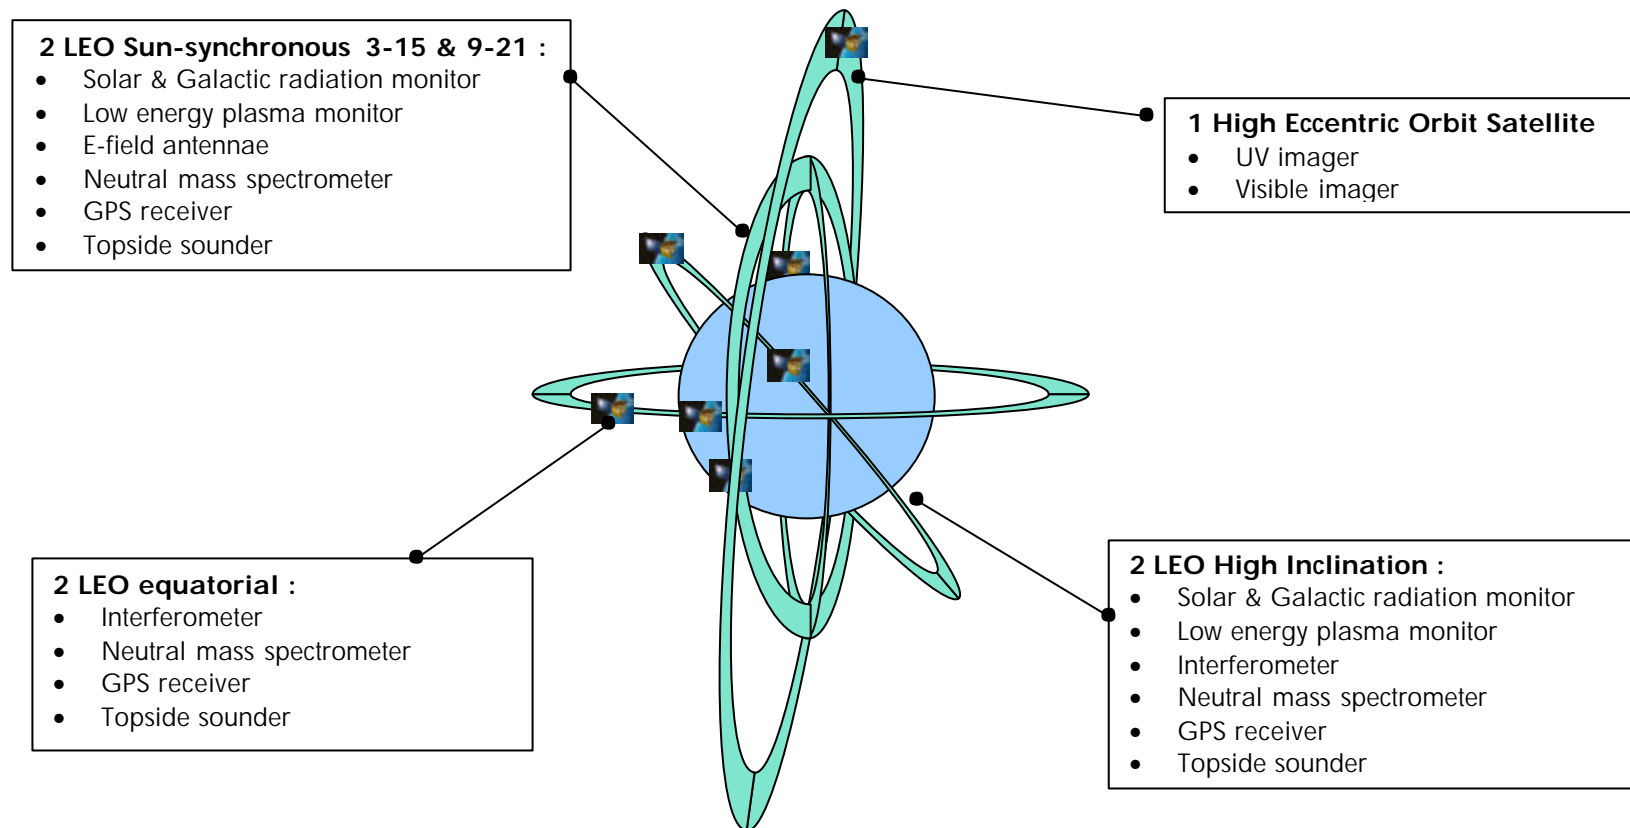 2 LEO Sun-synchronous 3-15 & 9-21 :
• Solar & Galactic radiation monitor
• Low energy plasma monitor
• E-field antennae
• Neutral mass spectrometer
• GPS receiver
• Topside sounder
1 High Eccentric Orbit Satellite
• UV imager
• Visible imager
2 LEO equatorial :
• Interferometer
• Neutral mass spectrometer
• GPS receiver
• Topside sounder
2 LEO High Inclination :
• Solar & Galactic radiation monitor
• Low energy plasma monitor
• Interferometer
• Neutral mass spectrometer
• GPS receiver
• Topside sounder